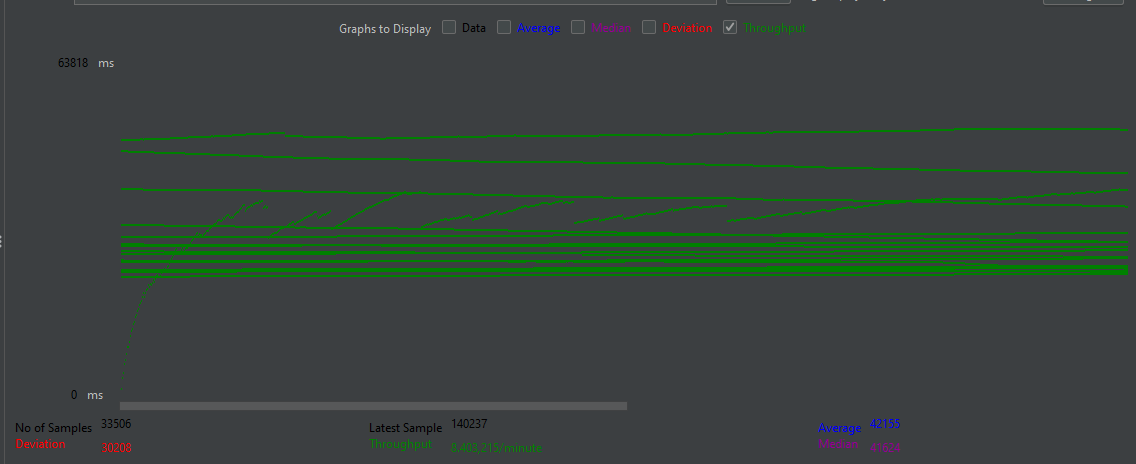 Graphs to Display Data Average Median Deviation Throughput
63818 ms
0 ms
No of Samples 33506 Latest Sample 140237 Average 42155
Deviation 30208 Throughput 8,403.215/minute Median